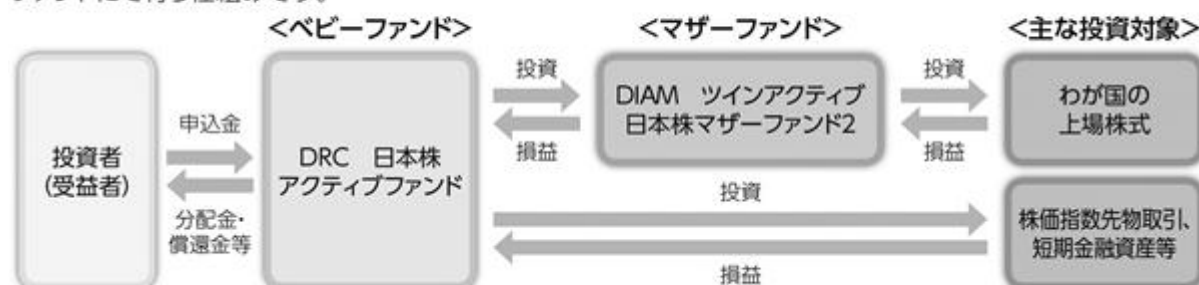 <ベビーファンド>
<マザーファンド>
<主な投資対象>
投資者
(受益者)
申込金
分配金・
償還金等
DRC 日本株
アクティブファンド
投資
損益
DIAM ツインアクティブ
日本株マザーファンド2
投資
損益
わが国の
上場株式
投資
損益
株価指数先物取引、
短期金融資産等